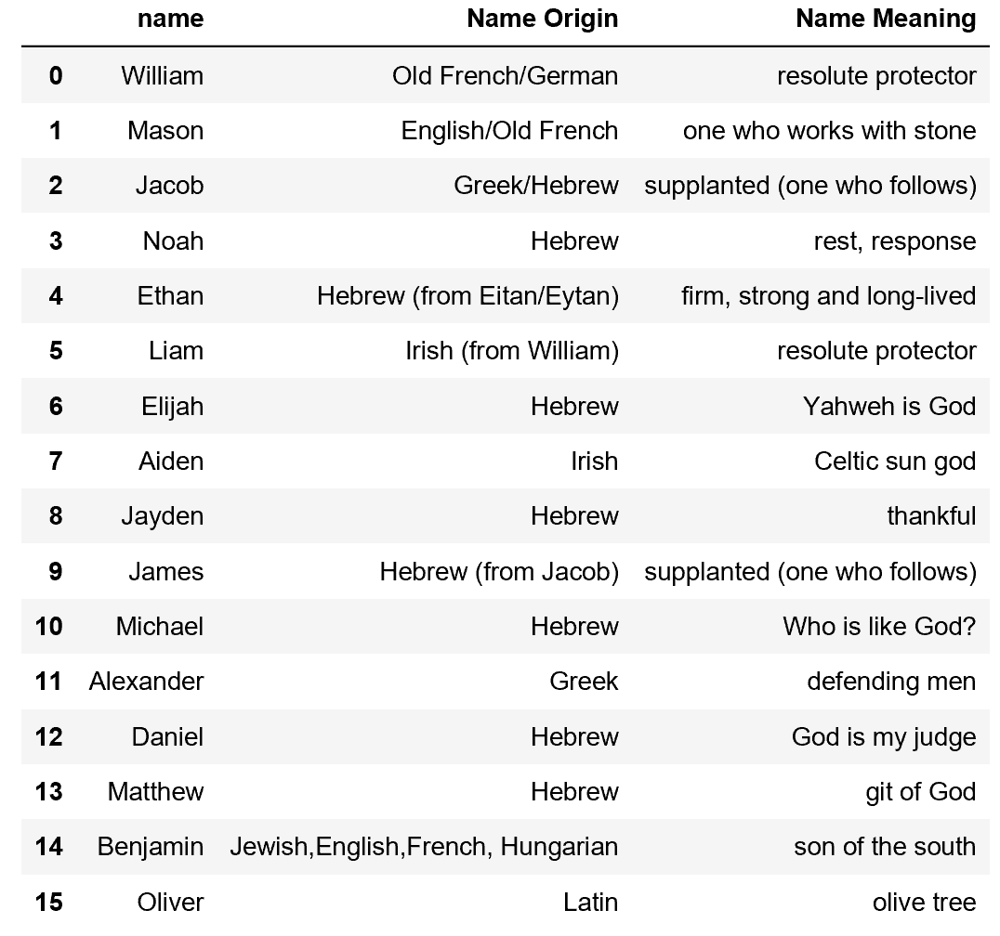 name Name Origin Name Meaning
0 William Old French/German resolute protector
1 Mason English/Old French one who works with stone
2 Jacob Greek/Hebrew supplanted (one who follows)
3 Noah Hebrew rest, response
4 Ethan Hebrew (from Eitan/Eytan) firm, strong and long-lived
5 Liam Irish (from William) resolute protector
6 Elijah Hebrew Yahweh is God
7 Aiden Irish Celtic sun god
8 Jayden Hebrew thankful
9 James Hebrew (from Jacob) supplanted (one who follows)
10 Michael Hebrew Who is like God?
11 Alexander Greek defending men
12 Daniel Hebrew God is my judge
13 Matthew Hebrew git of God
14 Benjamin Jewish,English,French, Hungarian son of the south
15 Oliver Latin olive tree